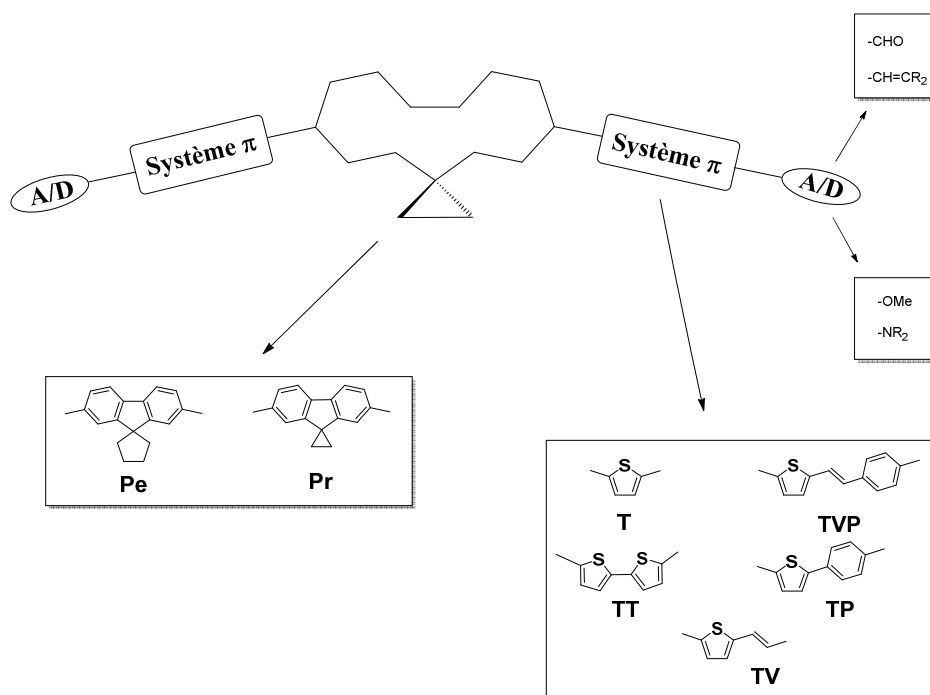 -CHO
-CH=CR2
A/D
Système π
Système π
A/D
-OMe
-NR2
Pe
Pr
S
T
S
TVP
S
S
TT
S
TP
S
TV